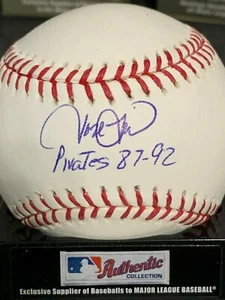 Pirates 87-92
Authentic
COLLECTION
Exclusive Supplier of Baseballs to MAJOR LEAGUE BASEBALL®